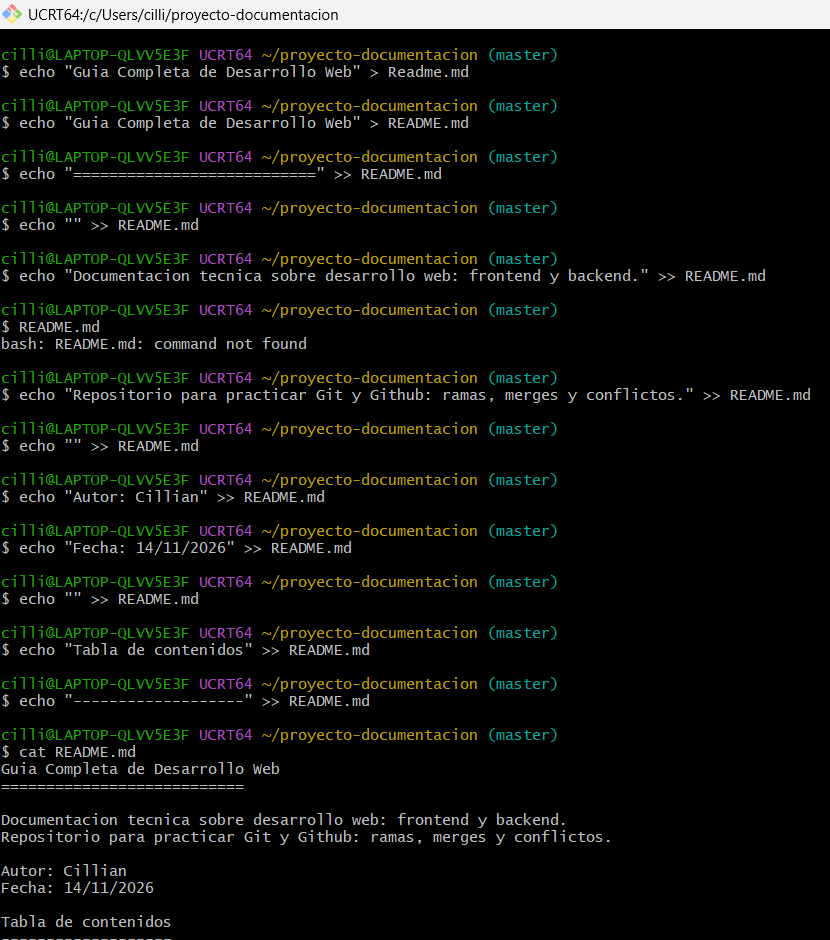 UCRT64:/c/Users/cilli/proyecto-documentacion
cilli@LAPTOP-QLVV5E3F UCRT64 ~/proyecto-documentacion (master)
$ echo "Guia Completa de Desarrollo Web" > Readme.md
cilli@LAPTOP-QLVV5E3F UCRT64 ~/proyecto-documentacion (master)
$ echo "Guia Completa de Desarrollo Web" > README.md
cilli@LAPTOP-QLVV5E3F UCRT64 ~/proyecto-documentacion (master)
$ echo "===========================" >> README.md
cilli@LAPTOP-QLVV5E3F UCRT64 ~/proyecto-documentacion (master)
$ echo "" >> README.md
cilli@LAPTOP-QLVV5E3F UCRT64 ~/proyecto-documentacion (master)
$ echo "Documentacion tecnica sobre desarrollo web: frontend y backend." >> README.md
cilli@LAPTOP-QLVV5E3F UCRT64 ~/proyecto-documentacion (master)
$ README.md
bash: README.md: command not found
cilli@LAPTOP-QLVV5E3F UCRT64 ~/proyecto-documentacion (master)
$ echo "Repositorio para practicar Git y Github: ramas, merges y conflictos." >> README.md
cilli@LAPTOP-QLVV5E3F UCRT64 ~/proyecto-documentacion (master)
$ echo "" >> README.md
cilli@LAPTOP-QLVV5E3F UCRT64 ~/proyecto-documentacion (master)
$ echo "Autor: Cillian" >> README.md
cilli@LAPTOP-QLVV5E3F UCRT64 ~/proyecto-documentacion (master)
$ echo "Fecha: 14/11/2026" >> README.md
cilli@LAPTOP-QLVV5E3F UCRT64 ~/proyecto-documentacion (master)
$ echo "" >> README.md
cilli@LAPTOP-QLVV5E3F UCRT64 ~/proyecto-documentacion (master)
$ echo "Tabla de contenidos" >> README.md
cilli@LAPTOP-QLVV5E3F UCRT64 ~/proyecto-documentacion (master)
$ echo "-------------------" >> README.md
cilli@LAPTOP-QLVV5E3F UCRT64 ~/proyecto-documentacion (master)
$ cat README.md
Guia Completa de Desarrollo Web
===========================
Documentacion tecnica sobre desarrollo web: frontend y backend.
Repositorio para practicar Git y Github: ramas, merges y conflictos.
Autor: Cillian
Fecha: 14/11/2026
Tabla de contenidos
-------------------